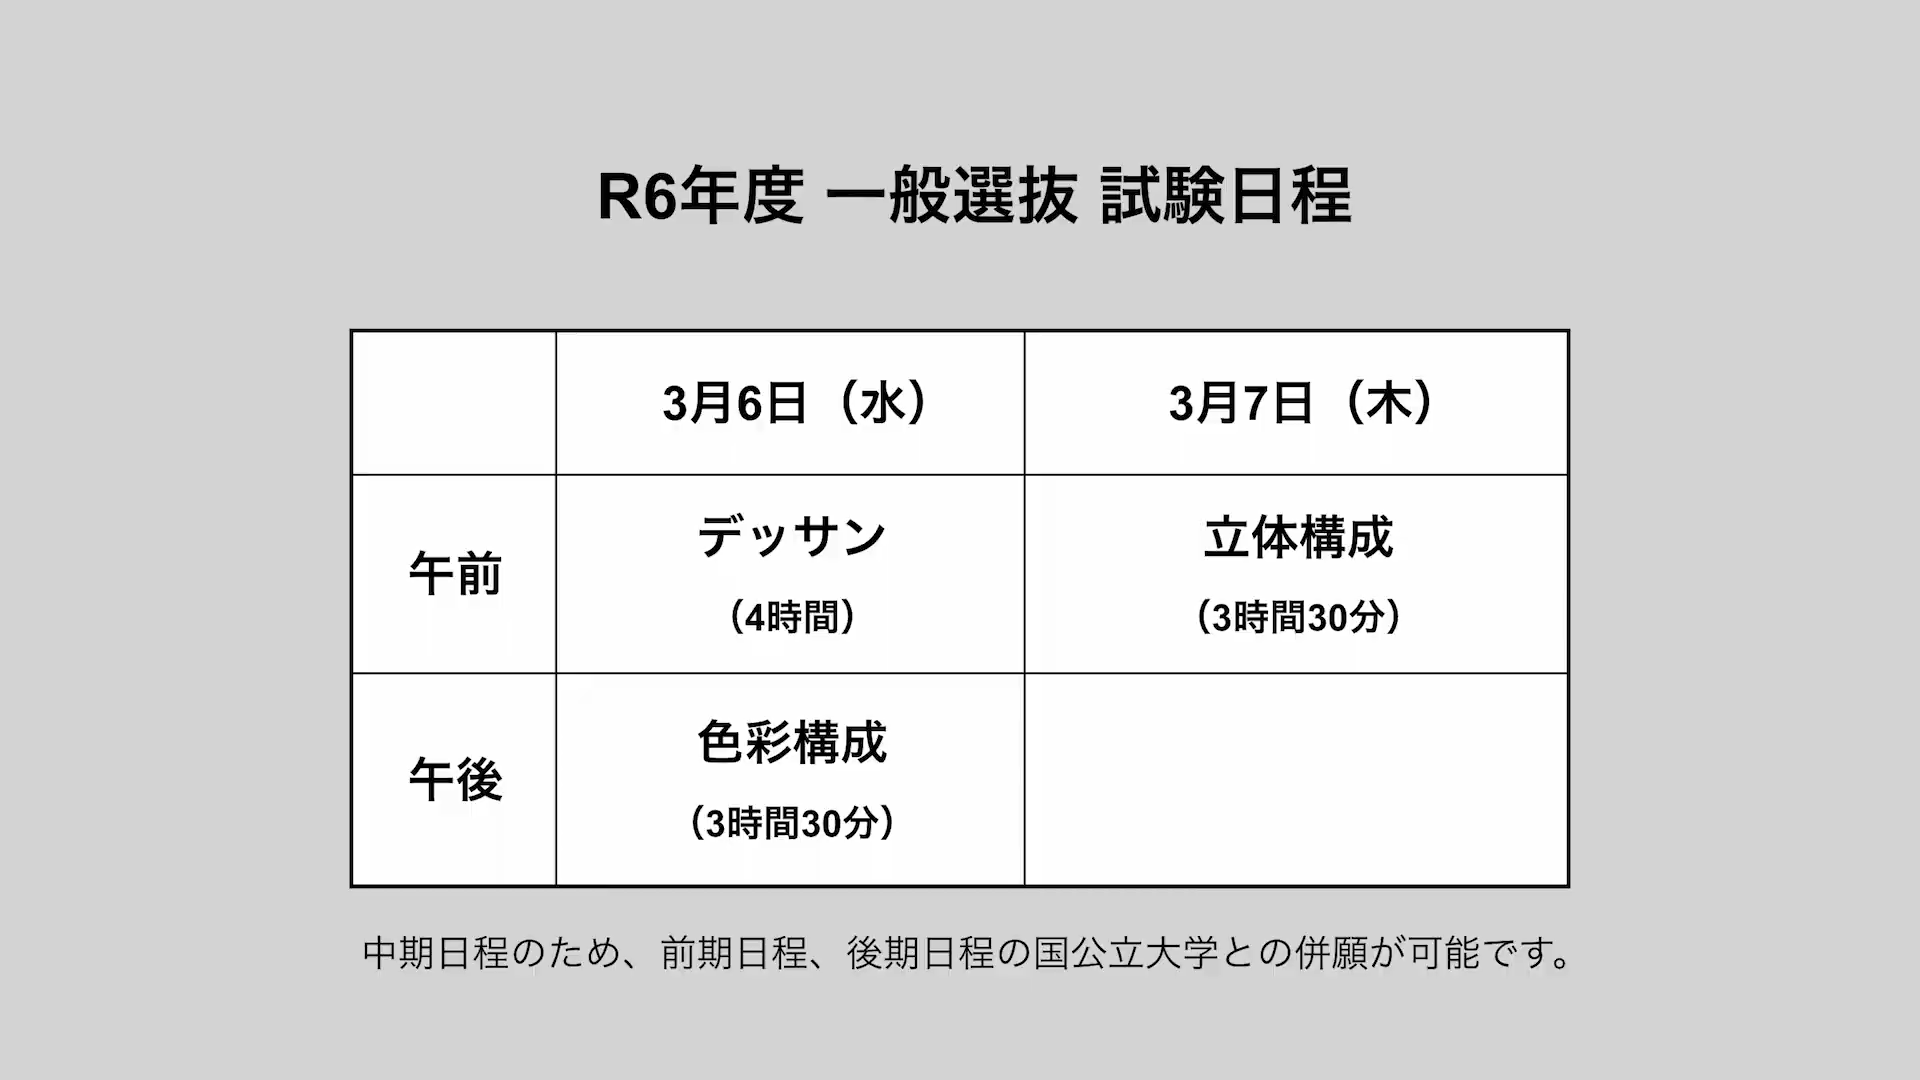 R6年度 一般選抜 試験日程
3月6日（水）
3月7日（木）
午前
デッサン
（4時間）
立体構成
（3時間30分）
午後
色彩構成
（3時間30分）
中期日程のため、前期日程、後期日程の国公立大学との併願が可能です。